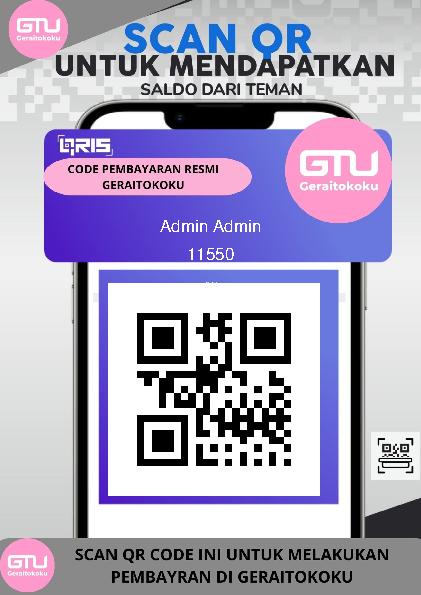 GTU
Geraitokoku
SCAN QR
UNTUK MENDAPATKAN
SALDO DARI TEMAN
QRIS
CODE PEMBAYARAN RESMI
GERAITOKOKU
GTU
Geraitokoku
Admin Admin
11550
GTU
Geraitokoku
SCAN QR CODE INI UNTUK MELAKUKAN
PEMBAYRAN DI GERAITOKOKU